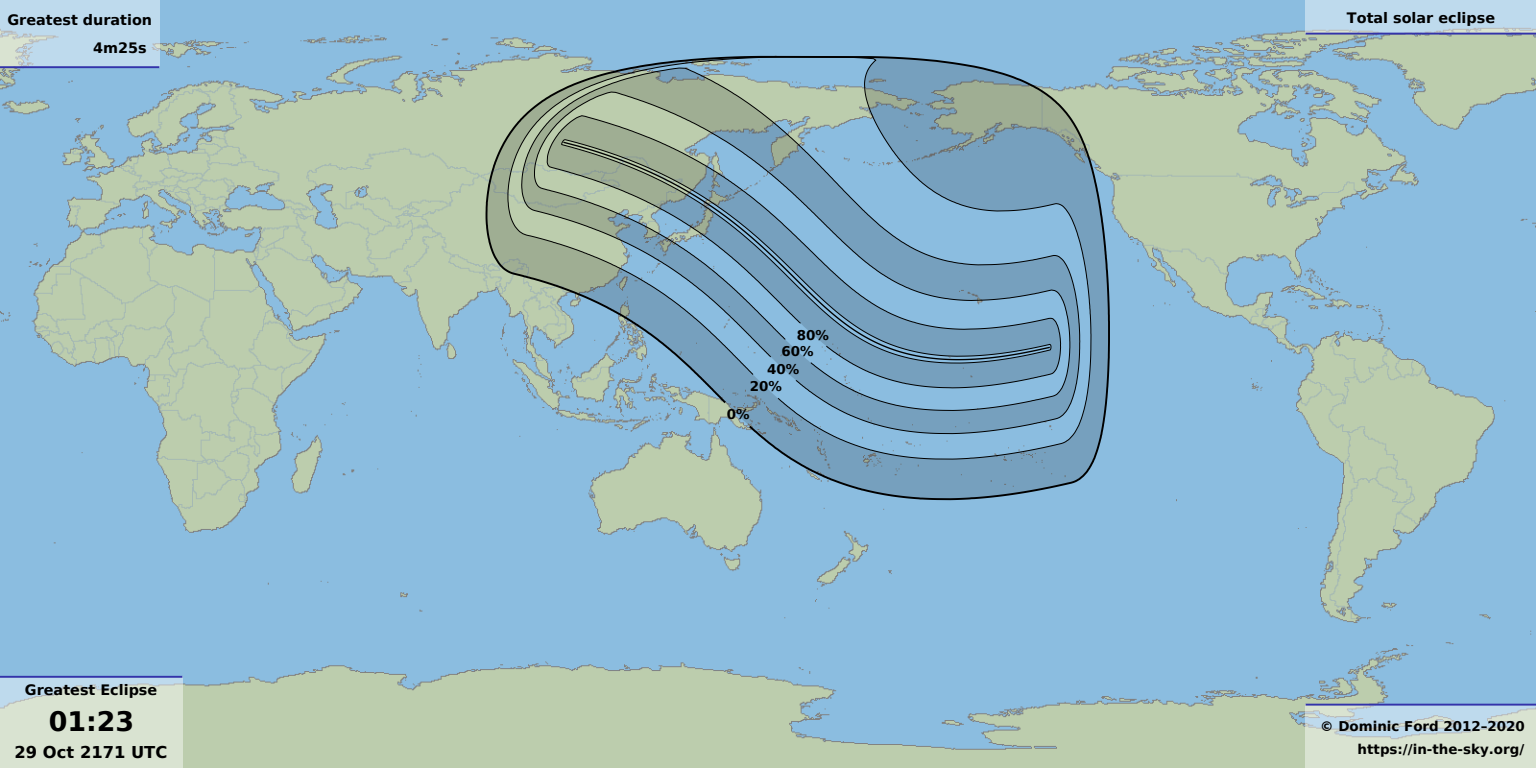 Greatest duration
4m25s
Total solar eclipse
80%
60%
40%
20%
0%
Greatest Eclipse
01:23
29 Oct 2171 UTC
© Dominic Ford 2012–2020
https://in-the-sky.org/